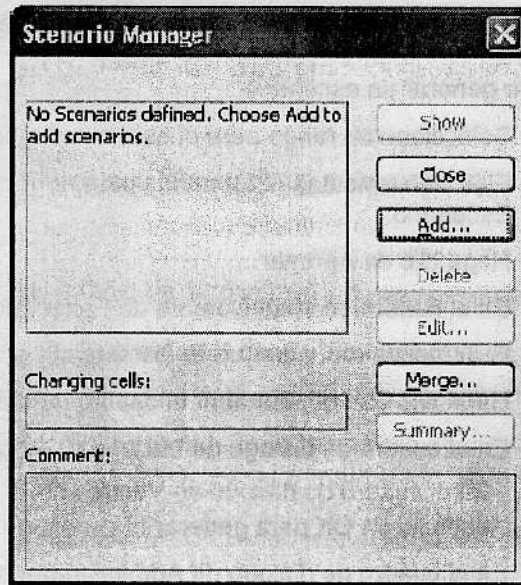 Scenario Manager
No Scenarios defined. Choose Add to
add scenarios.
Show
Close
Add...
Delete
Edit...
Merge...
Summary...
Changing cells:
Comment: